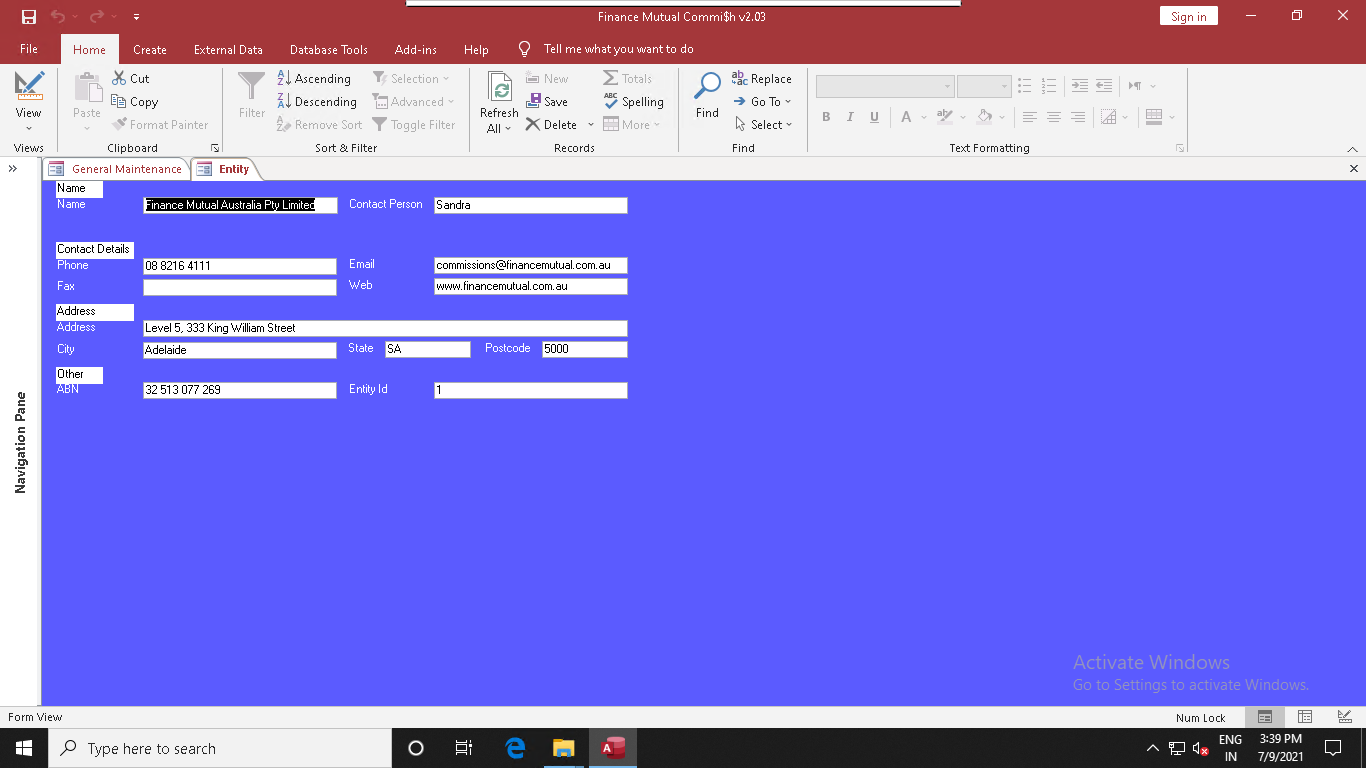 Finance Mutual Commi$h v2.03
Sign in
File Home Create External Data Database Tools Add-ins Help Tell me what you want to do
View
Views
Paste
Cut
Copy
Format Painter
Clipboard
Filter
Ascending
Descending
Remove Sort
Selection
Advanced
Toggle Filter
Sort & Filter
Refresh
All
New
Save
Delete
Totals
Spelling
More
Records
Find
Replace
Go To
Select
Find
B I U A
Text Formatting
General Maintenance Entity
Navigation Pane
Name
Name Finance Mutual Australia Pty Limited Contact Person Sandra
Contact Details
Phone 08 8216 4111 Email commissions@financemutual.com.au
Fax Web www.financemutual.com.au
Address
Address Level 5, 333 King William Street
City Adelaide State SA Postcode 5000
Other
ABN 32 513 077 269 Entity Id 1
Activate Windows
Go to Settings to activate Windows.
Form View Num Lock
Type here to search
ENG
IN
3:39 PM
7/9/2021